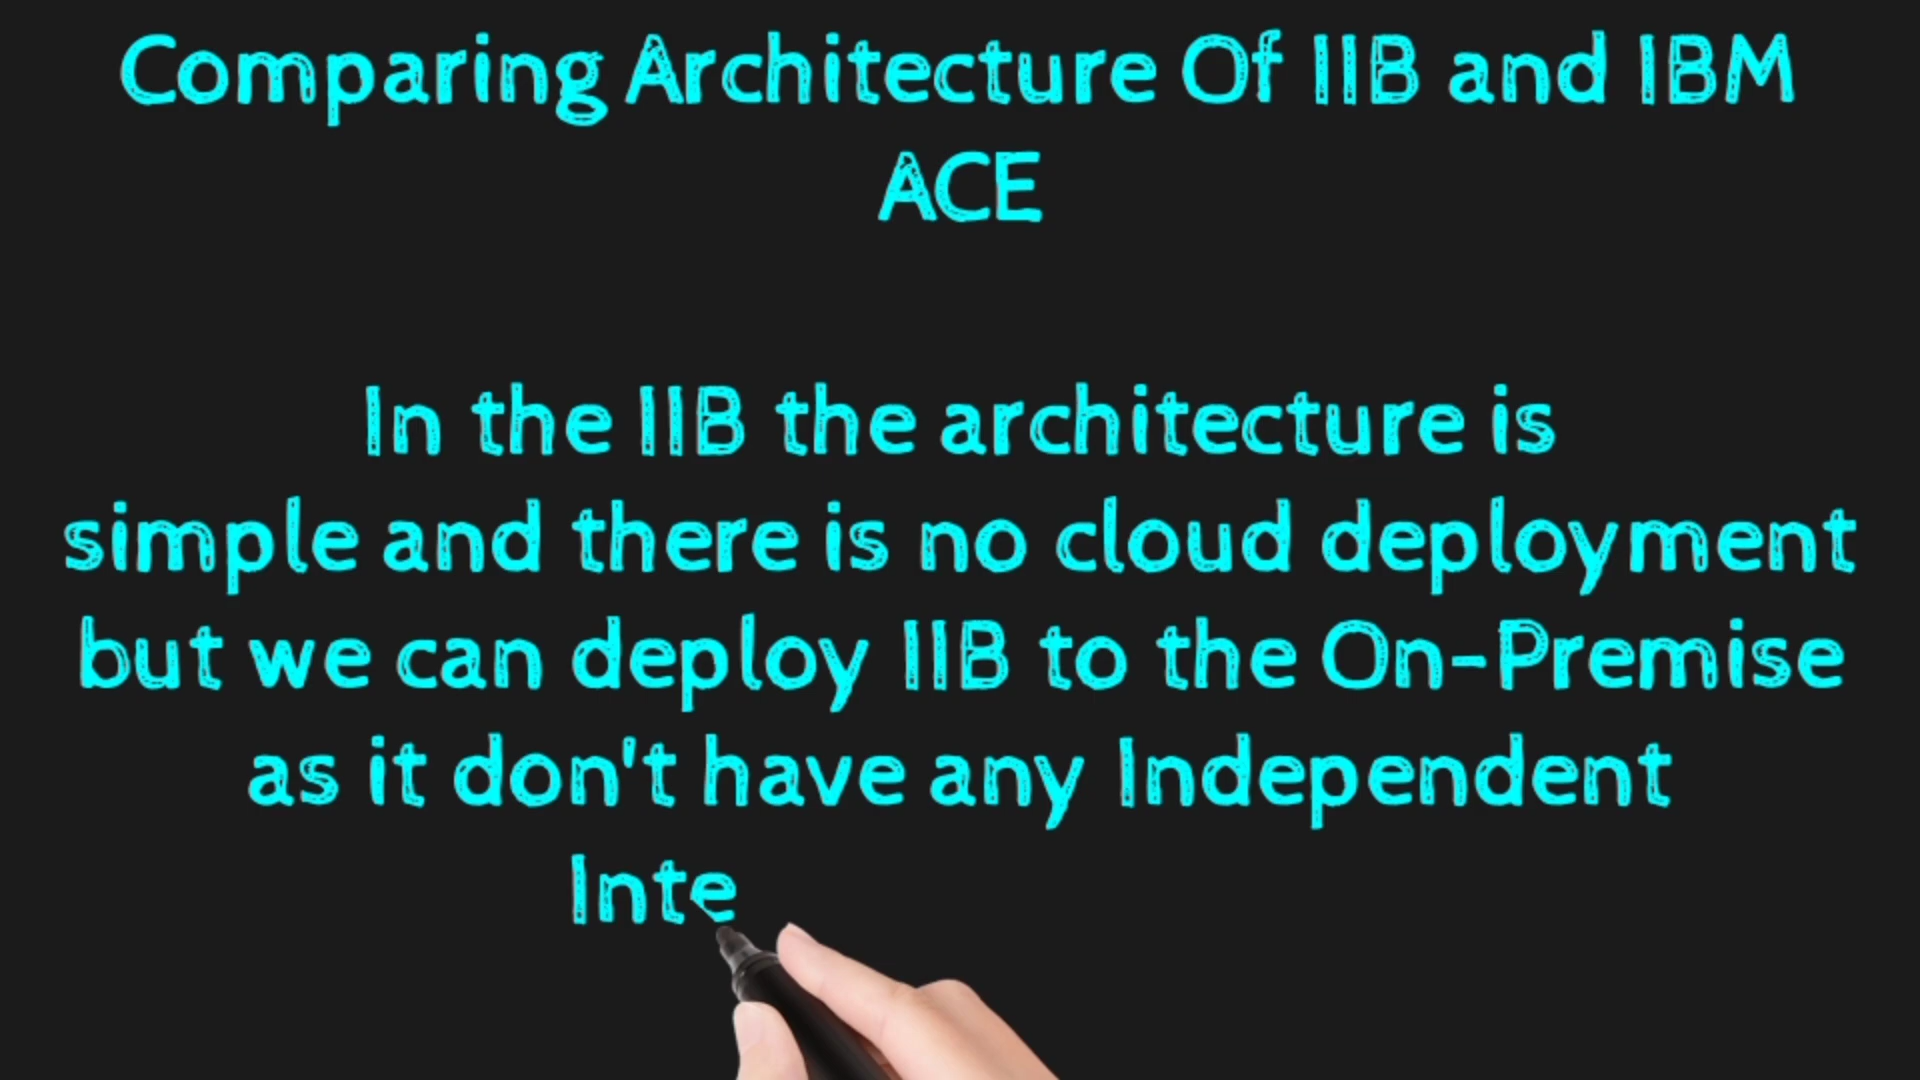 Comparing Architecture Of IIB and IBM
ACE
In the IIB the architecture is
simple and there is no cloud deployment
but we can deploy IIB to the On-Premise
as it don't have any Independent
Inte